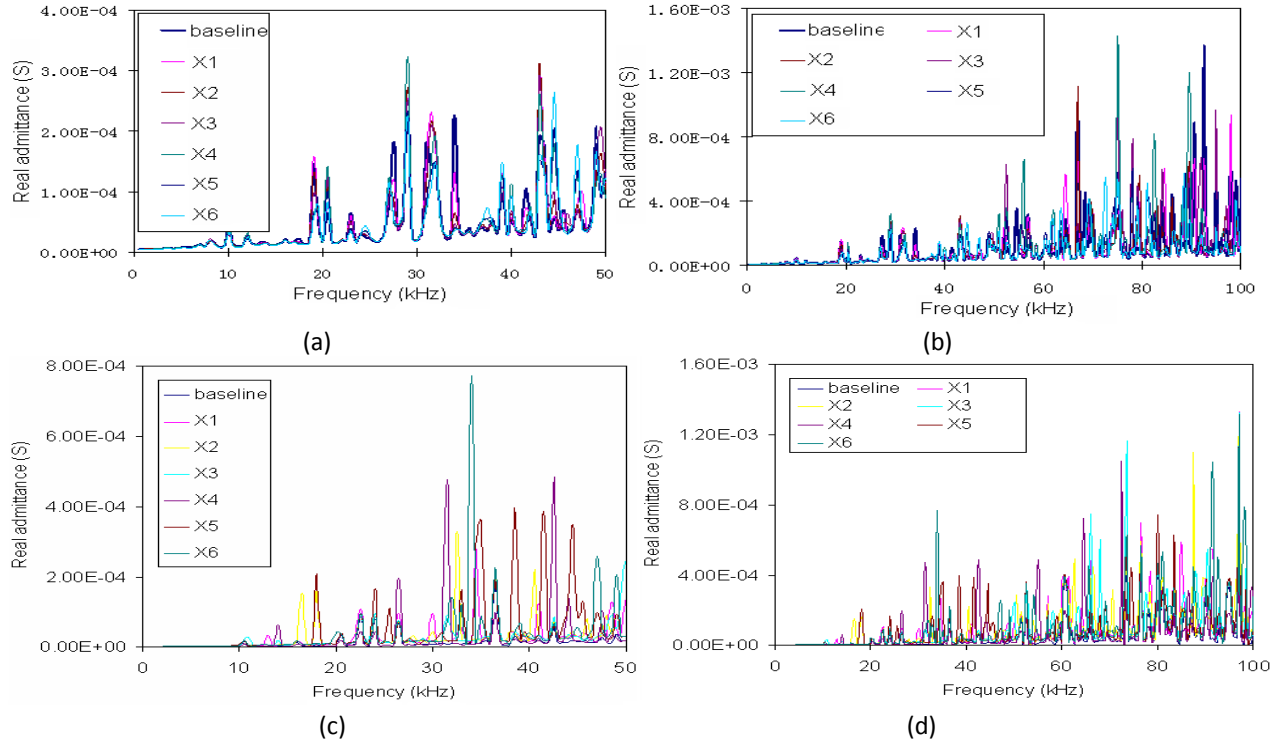 4.00E-04
3.00E-04
2.00E-04
1.00E-04
0.00E+00
Real admittance (S)
baseline
X1
X2
X3
X4
X5
X6
0 10 20 30 40 50
Frequency (kHz)
(a)
1.60E-03
1.20E-03
8.00E-04
4.00E-04
0.00E+00
Real admittance (S)
baseline X1
X2 X3
X4 X5
X6
0 20 40 60 80 100
Frequency (kHz)
(b)
8.00E-04
6.00E-04
4.00E-04
2.00E-04
0.00E+00
Real admittance (S)
baseline
X1
X2
X3
X4
X5
X6
0 10 20 30 40 50
Frequency (kHz)
(c)
1.60E-03
1.20E-03
8.00E-04
4.00E-04
0.00E+00
Real admittance (S)
baseline X1
X2 X3
X4 X5
X6
0 20 40 60 80 100
Frequency (kHz)
(d)